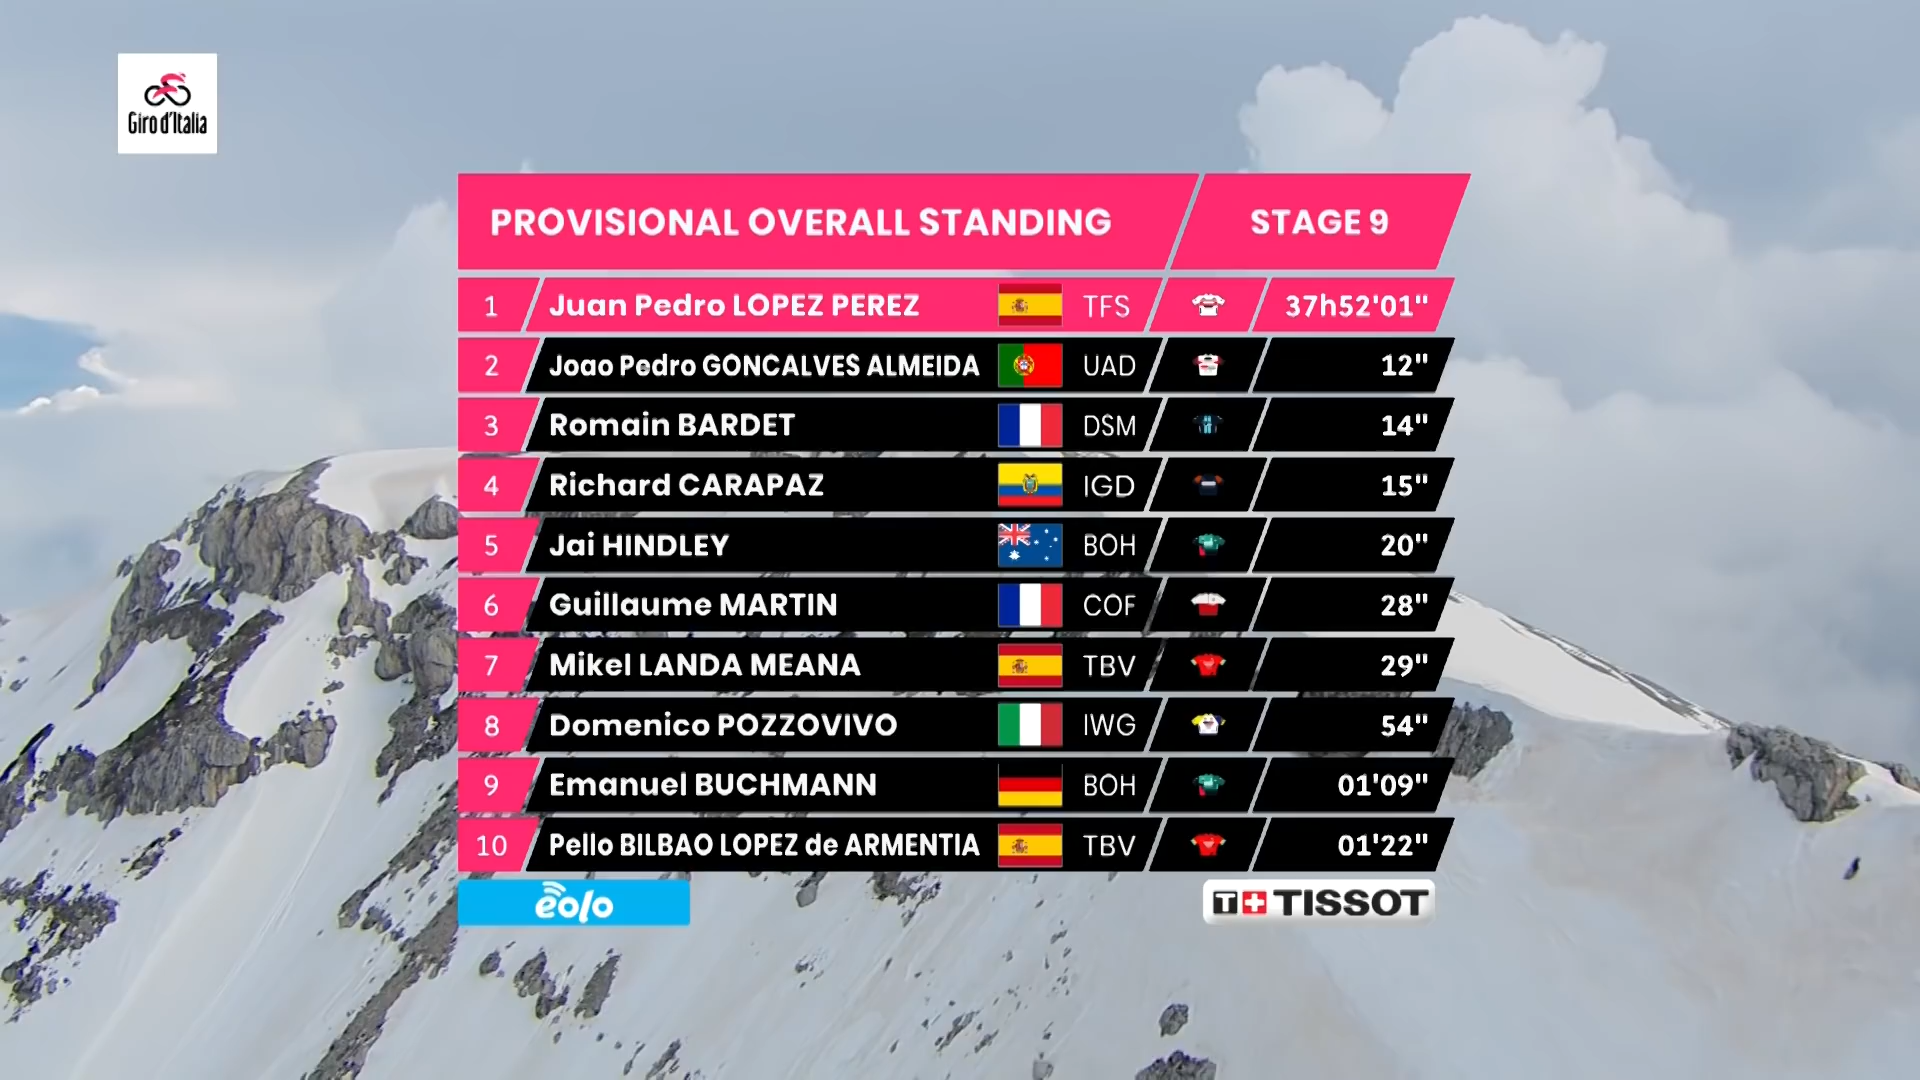 Giro d'Italia
PROVISIONAL OVERALL STANDING STAGE 9
1 Juan Pedro LOPEZ PEREZ TFS 37h52'01"
2 Joao Pedro GONCALVES ALMEIDA UAD 12"
3 Romain BARDET DSM 14"
4 Richard CARAPAZ IGD 15"
5 Jai HINDLEY BOH 20"
6 Guillaume MARTIN COF 28"
7 Mikel LANDA MEANA TBV 29"
8 Domenico POZZOVIVO IWG 54"
9 Emanuel BUCHMANN BOH 01'09"
10 Pello BILBAO LOPEZ de ARMENTIA TBV 01'22"
eolo T+ TISSOT